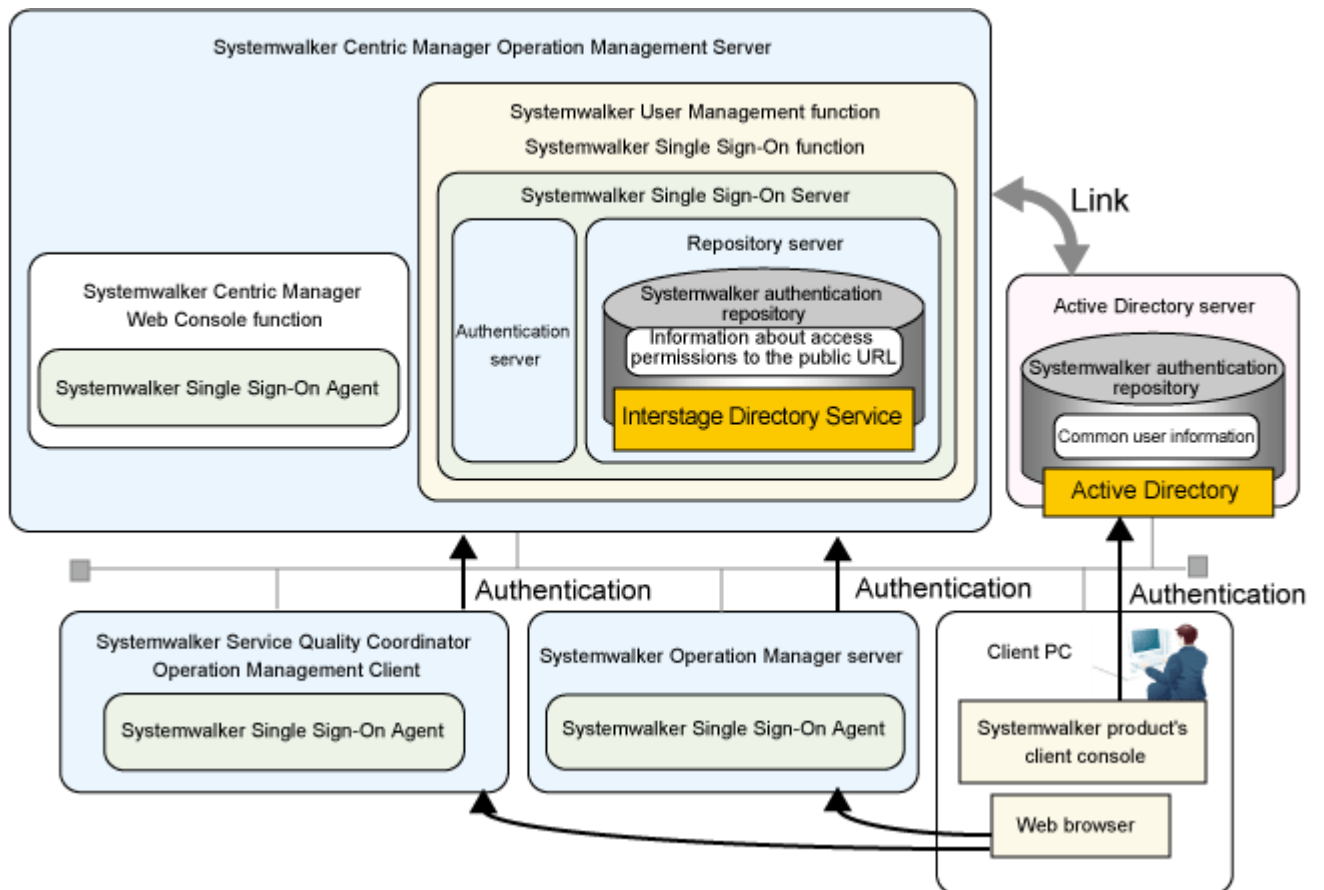 Systemwalker Centric Manager Operation Management Server
Systemwalker User Management function
Systemwalker Single Sign-On function
Systemwalker Single Sign-On Server
Authentication
server
Repository server
Systemwalker authentication
repository
Information about access
permissions to the public URL
Interstage Directory Service
Systemwalker Centric Manager
Web Console function
Systemwalker Single Sign-On Agent
Link
Active Directory server
Systemwalker authentication
repository
Common user information
Active Directory
Authentication
Authentication
Authentication
Systemwalker Service Quality Coordinator
Operation Management Client
Systemwalker Single Sign-On Agent
Systemwalker Operation Manager server
Systemwalker Single Sign-On Agent
Client PC
Systemwalker product's
client console
Web browser